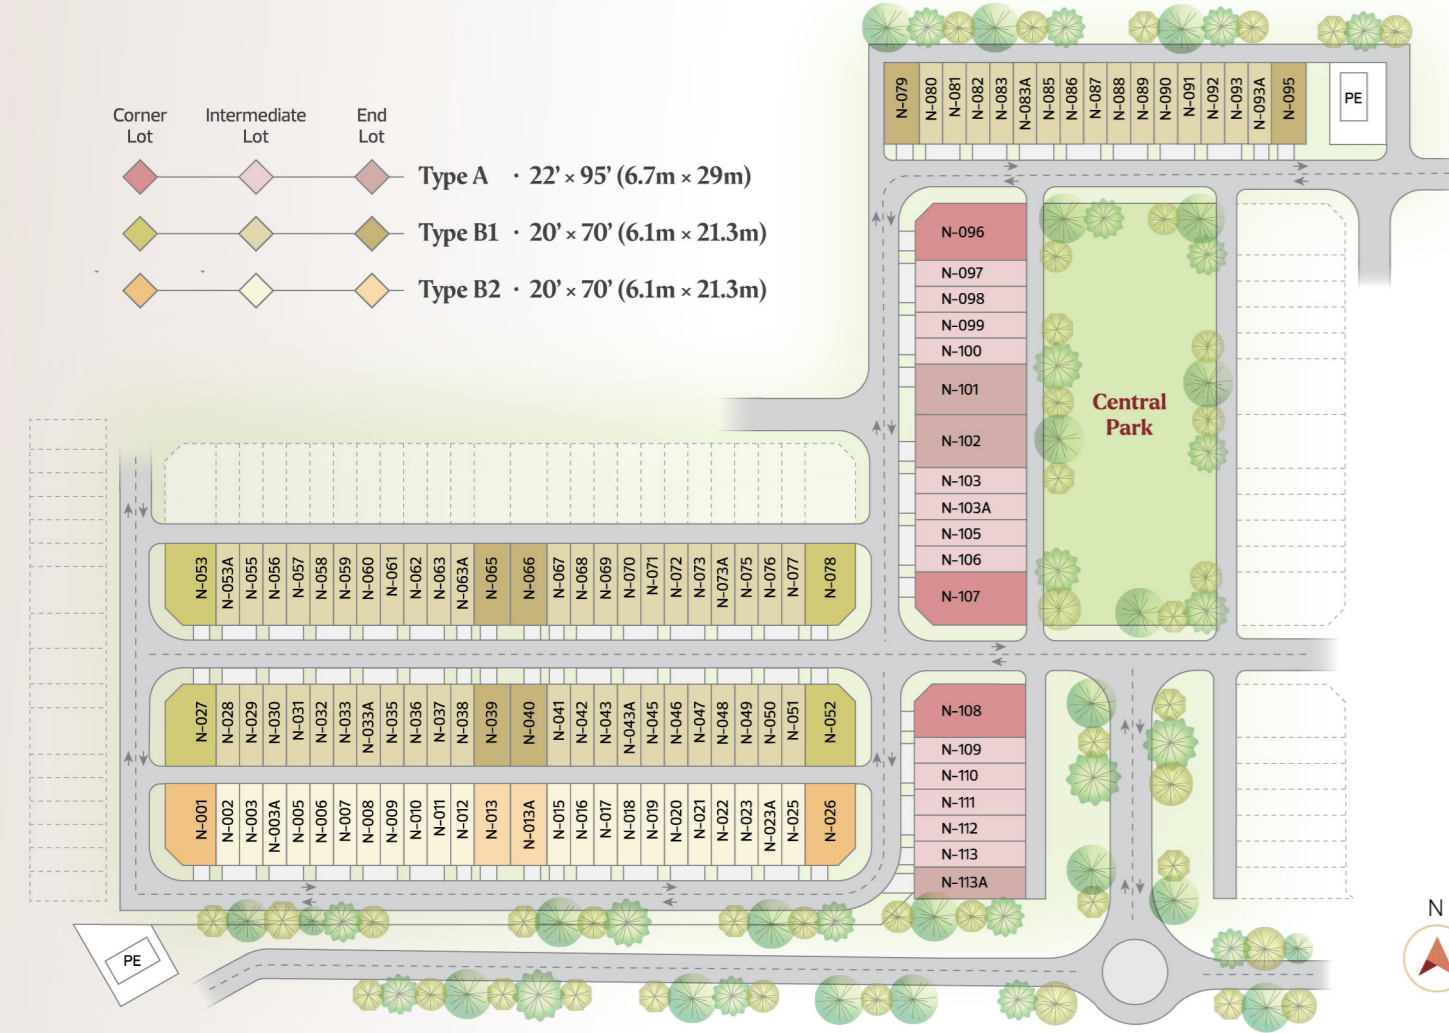 Corner
Lot
Intermediate
Lot
End
Lot
Type A · 22’ × 95’ (6.7m × 29m)
Type B1 · 20’ × 70’ (6.1m × 21.3m)
Type B2 · 20’ × 70’ (6.1m × 21.3m)
N-079
N-080
N-081
N-082
N-083
N-083A
N-085
N-086
N-087
N-088
N-089
N-090
N-091
N-092
N-093
N-093A
N-095
PE
N-096
N-097
N-098
N-099
N-100
N-101
N-102
N-103
N-103A
N-105
N-106
N-107
Central
Park
N-053
N-053A
N-055
N-056
N-057
N-058
N-059
N-060
N-061
N-062
N-063
N-063A
N-065
N-066
N-067
N-068
N-069
N-070
N-071
N-072
N-073
N-073A
N-075
N-076
N-077
N-078
N-027
N-028
N-029
N-030
N-031
N-032
N-033
N-033A
N-035
N-036
N-037
N-038
N-039
N-040
N-041
N-042
N-043
N-043A
N-045
N-046
N-047
N-048
N-049
N-050
N-051
N-052
N-001
N-002
N-003
N-003A
N-005
N-006
N-007
N-008
N-009
N-010
N-011
N-012
N-013
N-013A
N-015
N-016
N-017
N-018
N-019
N-020
N-021
N-022
N-023
N-023A
N-025
N-026
N-108
N-109
N-110
N-111
N-112
N-113
N-113A
PE
N